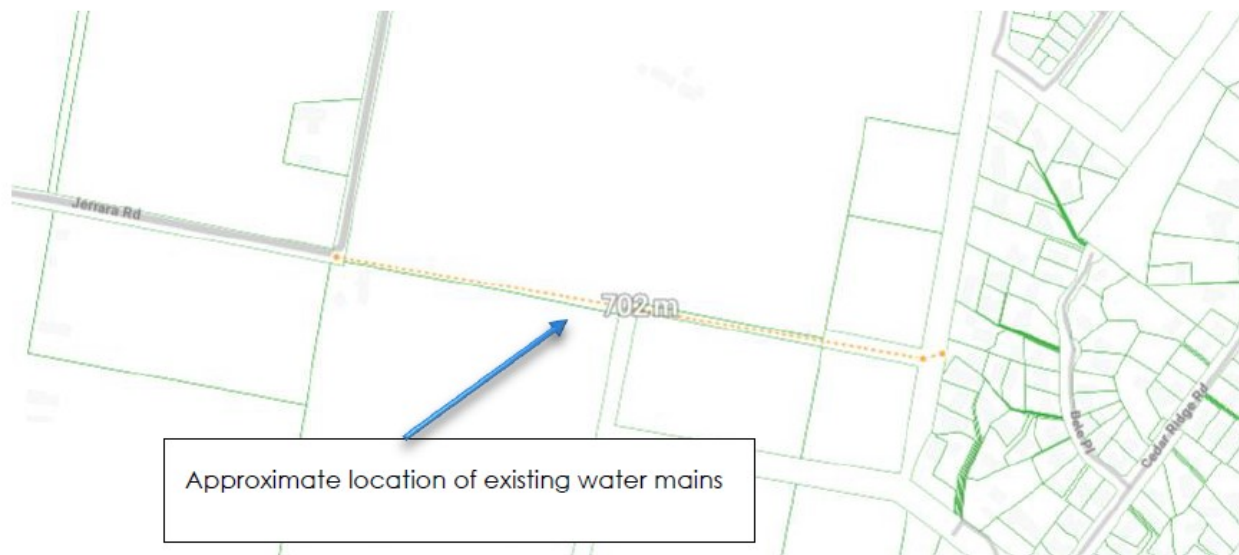 Jerrara Rd
702 m
Bele Pl
Cedar Ridge Rd
Approximate location of existing water mains